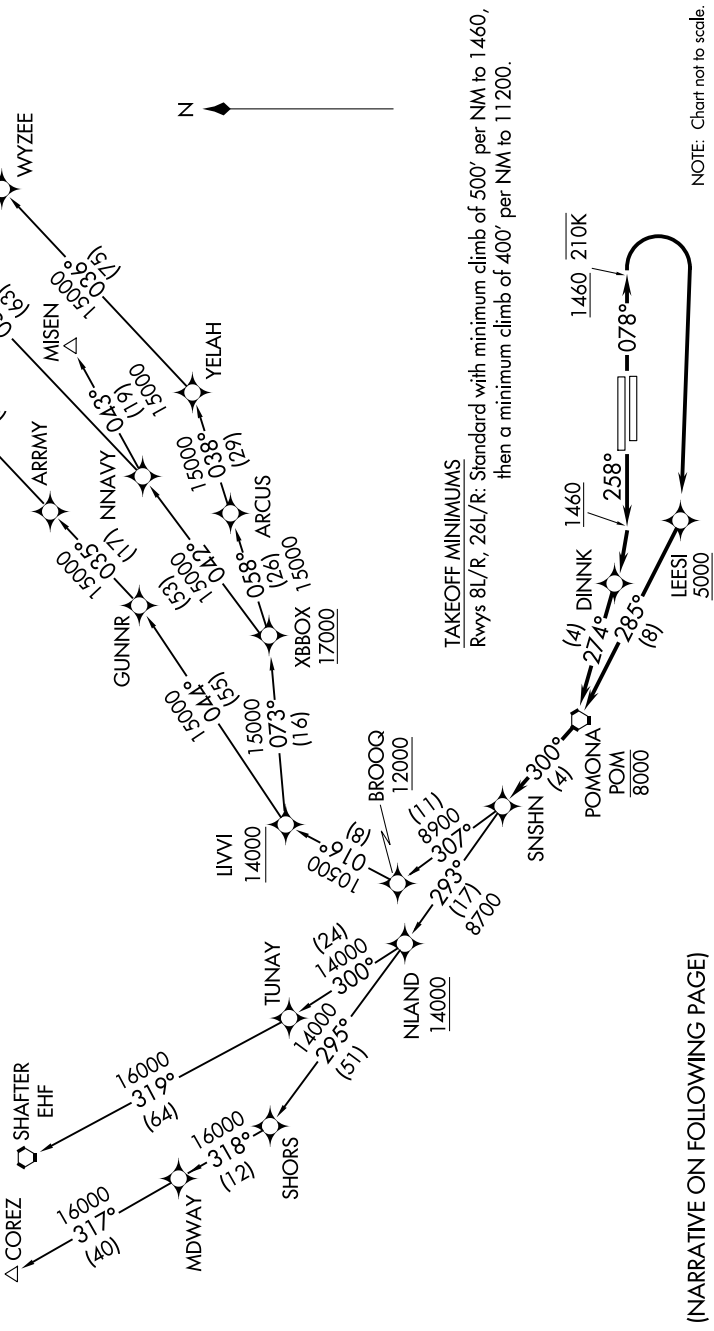 WYZEE
N
15000
036°
(75)
(63)
MISEN
043°
(19)
15000
YELAH
ARRMY
NNAVY
15000
038°
(29)
15000
035°
(17)
ARCUS
GUNNR
15000
042°
(53)
058°
(26)
15000
XBBOX
17000
15000
044°
(55)
15000
073°
(16)
LIVVI
14000
BROOQ
12000
10500
016°
(8)
(11)
8900
307°
SNSHN
293°
(17)
8700
300°
(4)
POMONA
POM
8000
(4)
274°
285°
(8)
DINNK
LEESI
5000
1460
258°
078°
1460 210K
TAKEOFF MINIMUMS
Rwys 8L/R, 26L/R: Standard with minimum climb of 500' per NM to 1460,
then a minimum climb of 400' per NM to 11200.
NLAND
14000
TUNAY
(24)
14000
300°
14000
295°
(51)
SHORS
SHAFTER
EHF
16000
319°
(64)
16000
318°
(12)
MDWAY
COREZ
16000
317°
(40)
(NARRATIVE ON FOLLOWING PAGE)
NOTE: Chart not to scale.